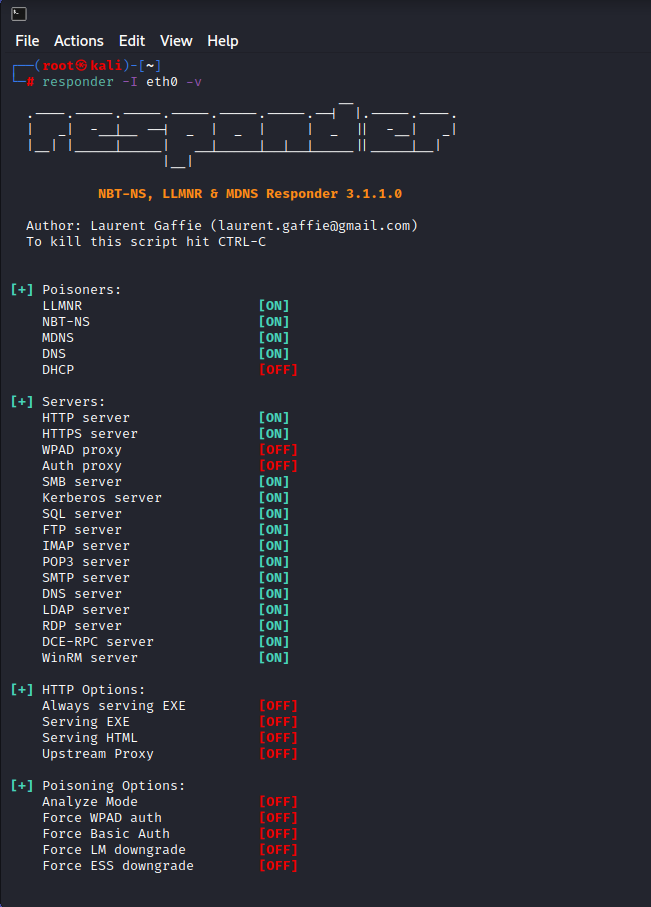 File Actions Edit View Help
┌──(root㉿kali)-[~]
└─# responder -I eth0 -v
NBT-NS, LLMNR & MDNS Responder 3.1.1.0
Author: Laurent Gaffie (laurent.gaffie@gmail.com)
To kill this script hit CTRL-C
[+] Poisoners:
LLMNR [ON]
NBT-NS [ON]
MDNS [ON]
DNS [ON]
DHCP [OFF]
[+] Servers:
HTTP server [ON]
HTTPS server [ON]
WPAD proxy [OFF]
Auth proxy [OFF]
SMB server [ON]
Kerberos server [ON]
SQL server [ON]
FTP server [ON]
IMAP server [ON]
POP3 server [ON]
SMTP server [ON]
DNS server [ON]
LDAP server [ON]
RDP server [ON]
DCE-RPC server [ON]
WinRM server [ON]
[+] HTTP Options:
Always serving EXE [OFF]
Serving EXE [OFF]
Serving HTML [OFF]
Upstream Proxy [OFF]
[+] Poisoning Options:
Analyze Mode [OFF]
Force WPAD auth [OFF]
Force Basic Auth [OFF]
Force LM downgrade [OFF]
Force ESS downgrade [OFF]